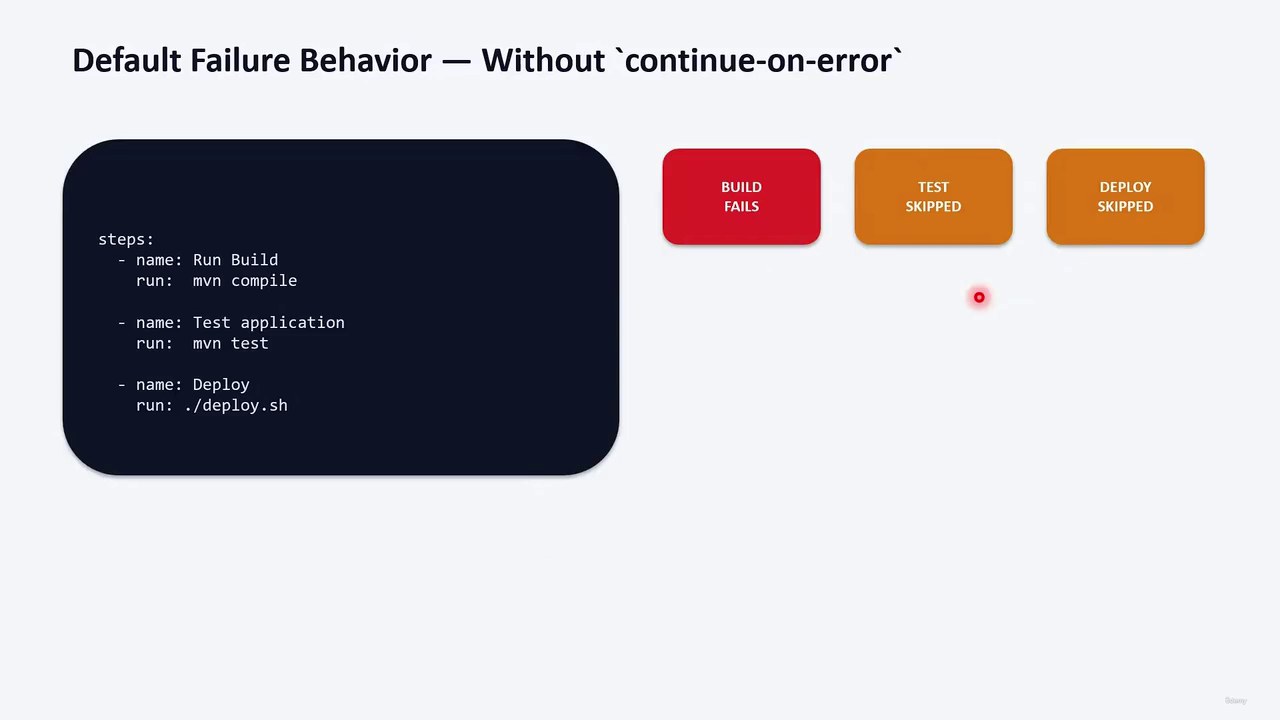 Default Failure Behavior — Without `continue-on-error`
steps:
  - name: Run Build
    run:  mvn compile
  - name: Test application
    run:  mvn test
  - name: Deploy
    run: ./deploy.sh
BUILD
FAILS
TEST
SKIPPED
DEPLOY
SKIPPED